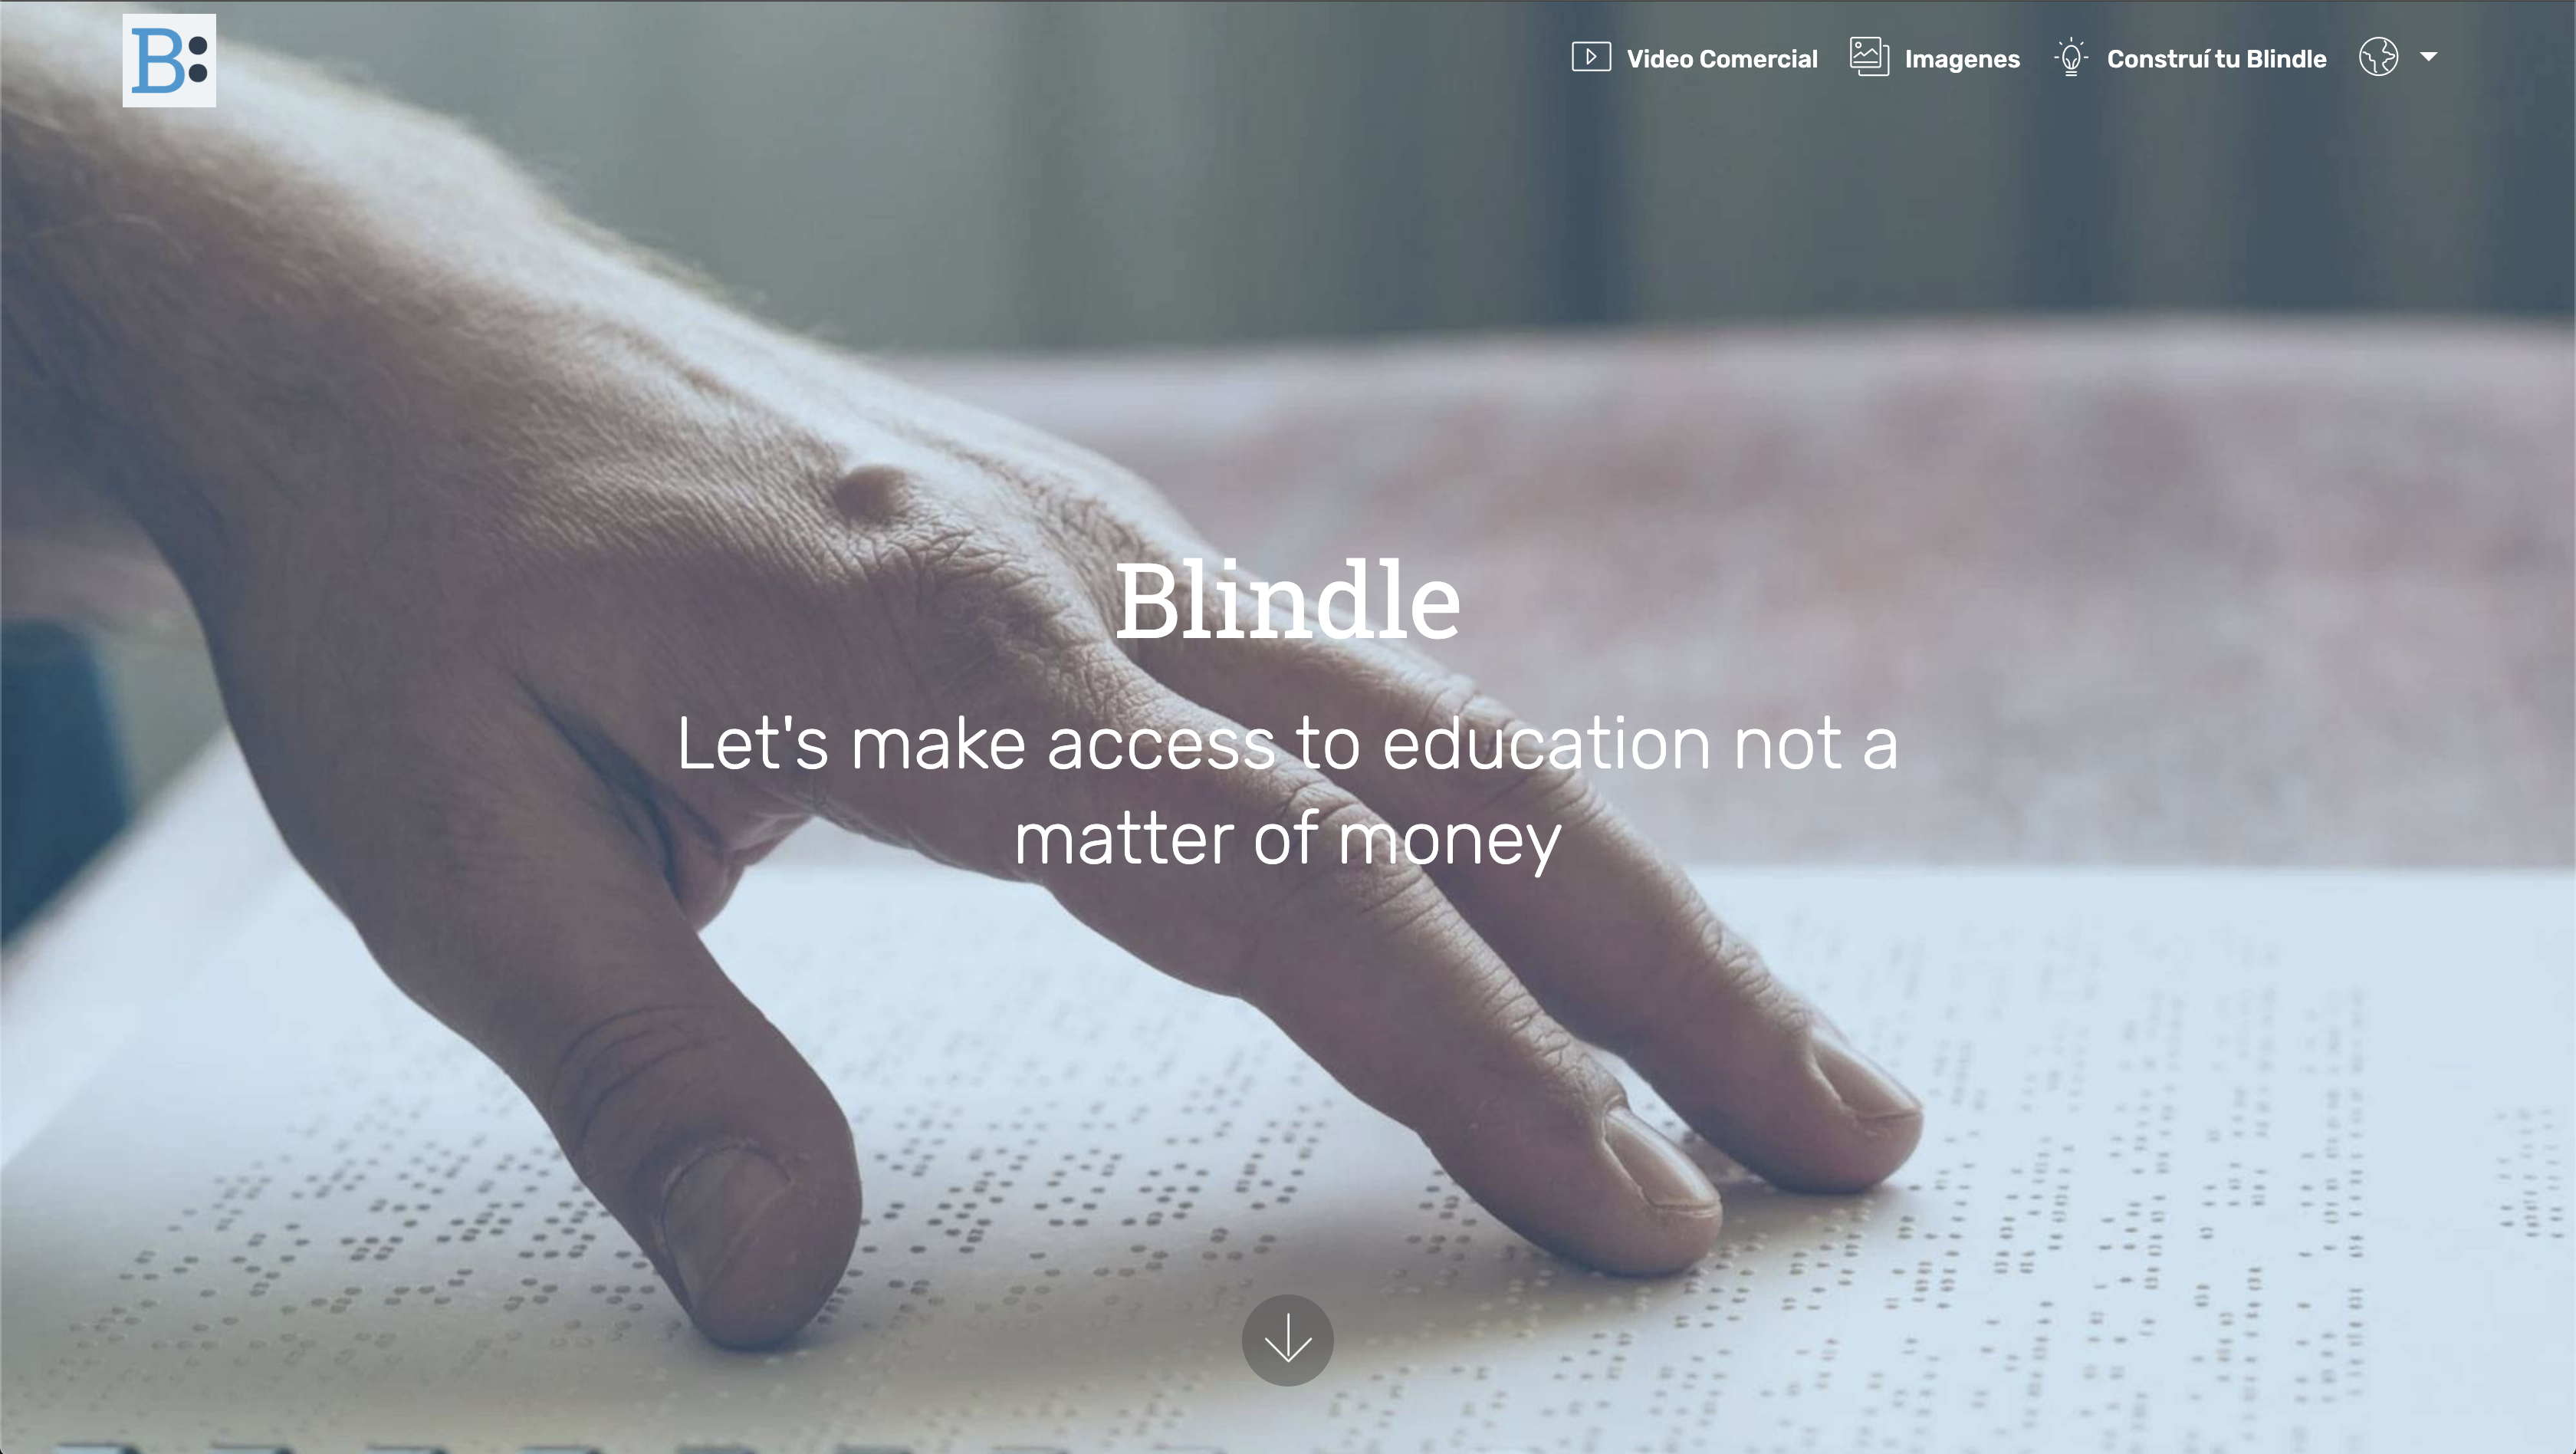 B:
Video Comercial
Imagenes
Construí tu Blindle
Blindle
Let's make access to education not a
matter of money